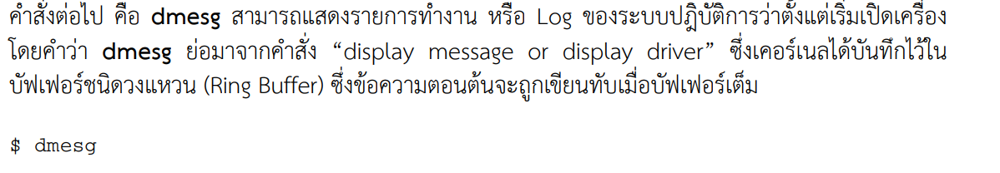 คำสั่งต่อไป คือ dmesg สามารถแสดงรายการทำงาน หรือ Log ของระบบปฏิบัติการว่าตั้งแต่เริ่มเปิดเครื่อง
โดยคำว่า dmesg ย่อมาจากคำสั่ง “display message or display driver” ซึ่งเคอร์เนลได้บันทึกไว้ใน
บัฟเฟอร์ชนิดวงแหวน (Ring Buffer) ซึ่งข้อความตอนต้นจะถูกเขียนทับเมื่อบัฟเฟอร์เต็ม
$ dmesg